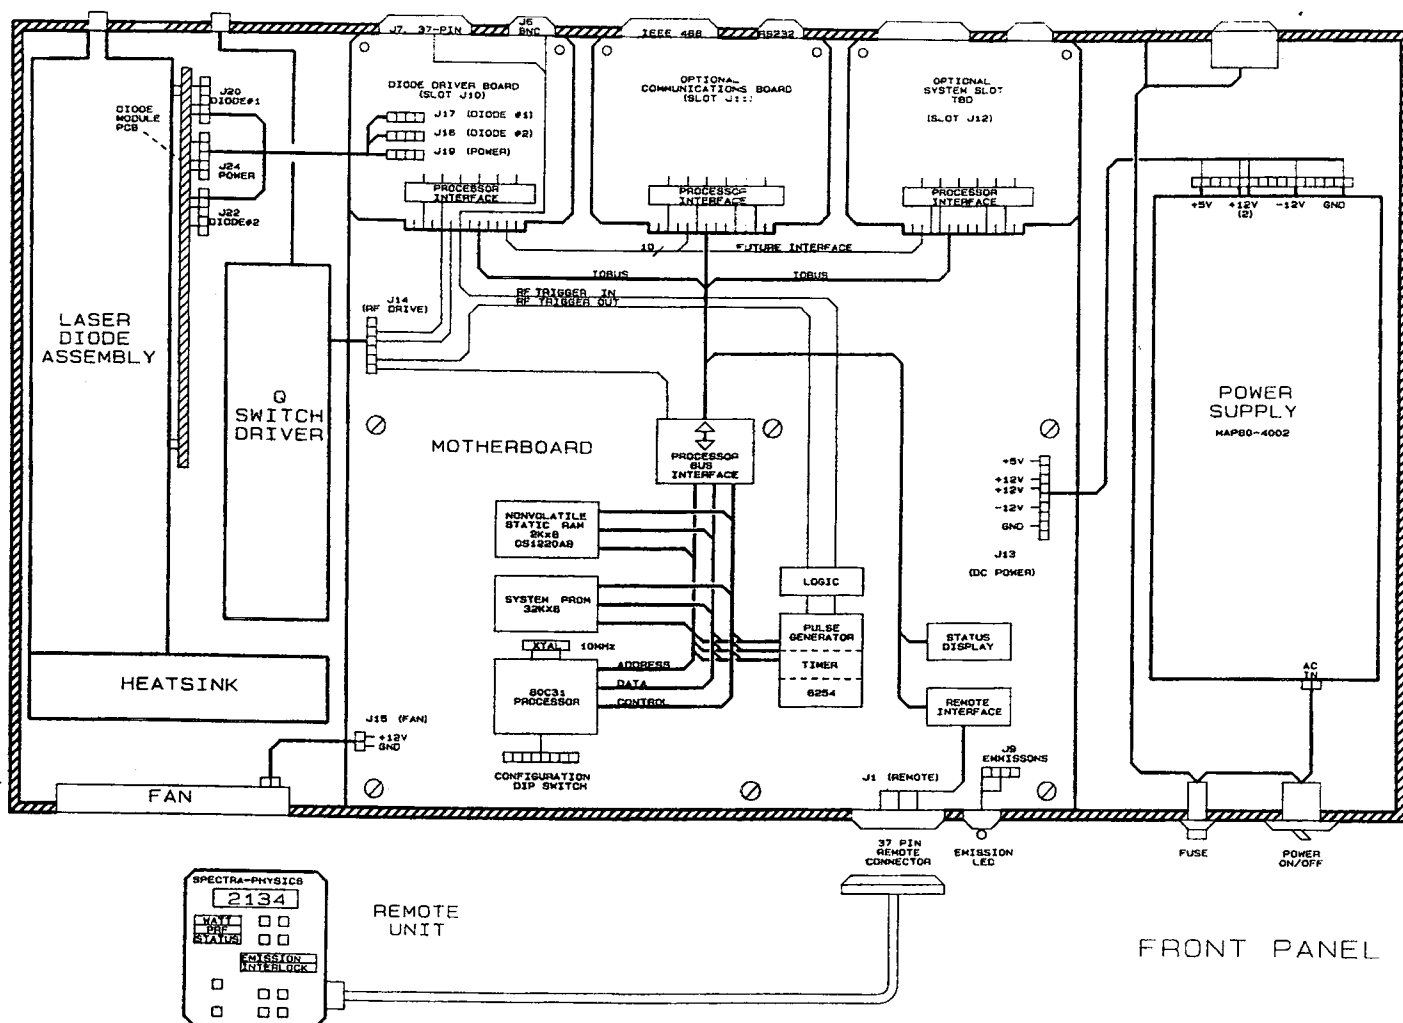 J7, 37-PIN
J6
BNC
IEEE 488
RS232
DIODE DRIVER BOARD
(SLOT J10)
J17 (DIODE #1)
J18 (DIODE #2)
J19 (POWER)
PROCESSOR
INTERFACE
OPTIONAL
COMMUNICATIONS BOARD
(SLOT J11)
PROCESSOR
INTERFACE
OPTIONAL
SYSTEM SLOT
TBD
(SLOT J12)
PROCESSOR
INTERFACE
J20
DIODE#1
DIODE
MODULE
PCB
J24
POWER
J22
DIODE#2
+5V
+12V
(2)
-12V
GND
10
FUTURE INTERFACE
IOBUS
IOBUS
RF TRIGGER IN
RF TRIGGER OUT
J14
(RF DRIVE)
LASER
DIODE
ASSEMBLY
Q
SWITCH
DRIVER
POWER
SUPPLY
MAP80-4002
MOTHERBOARD
PROCESSOR
BUS
INTERFACE
+5V
+12V
+12V
-12V
GND
J13
(DC POWER)
NONVOLATILE
STATIC RAM
2Kx8
DS1220AB
SYSTEM PROM
32KX8
XTAL
10MHz
80C31
PROCESSOR
ADDRESS
DATA
CONTROL
LOGIC
PULSE
GENERATOR
TIMER
8254
STATUS
DISPLAY
REMOTE
INTERFACE
AC
IN
HEATSINK
J15 (FAN)
+12V
GND
CONFIGURATION
DIP SWITCH
J1 (REMOTE)
J9
EMMISSONS
FAN
37 PIN
REMOTE
CONNECTOR
EMISSION
LED
FUSE
POWER
ON/OFF
SPECTRA-PHYSICS
2134
WATT
PRF
STATUS
EMISSION
INTERLOCK
REMOTE
UNIT
FRONT PANEL